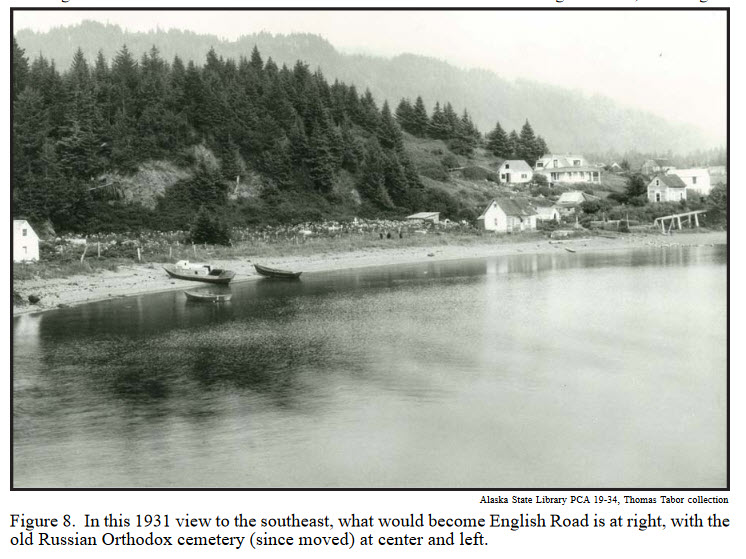 Alaska State Library PCA 19-34, Thomas Tabor collection
Figure 8. In this 1931 view to the southeast, what would become English Road is at right, with the
old Russian Orthodox cemetery (since moved) at center and left.